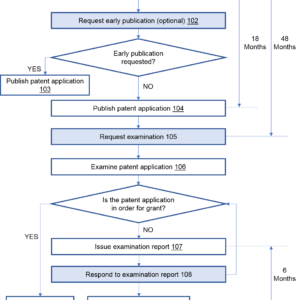 Request early publication (optional) 102
18
Months
48
Months
Early publication
requested?
YES
NO
Publish patent application
103
Publish patent application 104
Request examination 105
Examine patent application 106
Is the patent application
in order for grant?
YES
NO
Issue examination report 107
Respond to examination report 108
6
Months